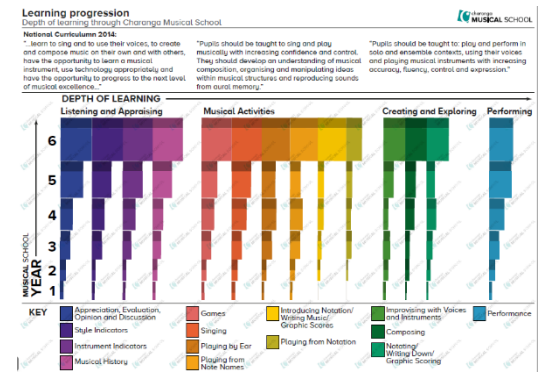 Learning progression
Depth of learning through Charanga Musical School
charanga
MUSICAL SCHOOL
National Curriculumn 2014:
"...learn to sing and to use their voices, to create
and compose music on their own and with others,
have the opportunity to learn a musical
instrument, use technology appropriately and
have the opportunity to progress to the next level
of musical excellence..."
"Pupils should be taught to sing and play
musically with increasing confidence and control.
They should develop an understanding of musical
composition, organising and manipulating ideas
within musical structures and reproducing sounds
from aural memory."
"Pupils should be taught to: play and perform in
solo and ensemble contexts, using their voices
and playing musical instruments with increasing
accuracy, fluency, control and expression."
DEPTH OF LEARNING
Listening and Appraising
Musical Activities
Creating and Exploring
Performing
MUSICAL SCHOOL
YEAR
6
5
4
3
2
1
KEY
Appreciation, Evaluation,
Opinion and Discussion
Style Indicators
Instrument Indicators
Musical History
Games
Singing
Playing by Ear
Playing from
Note Names
Introducing Notation/
Writing Music/
Graphic Scores
Playing from Notation
Improvising with Voices
and Instruments
Composing
Notating/
Writing Down/
Graphic Scoring
Performance